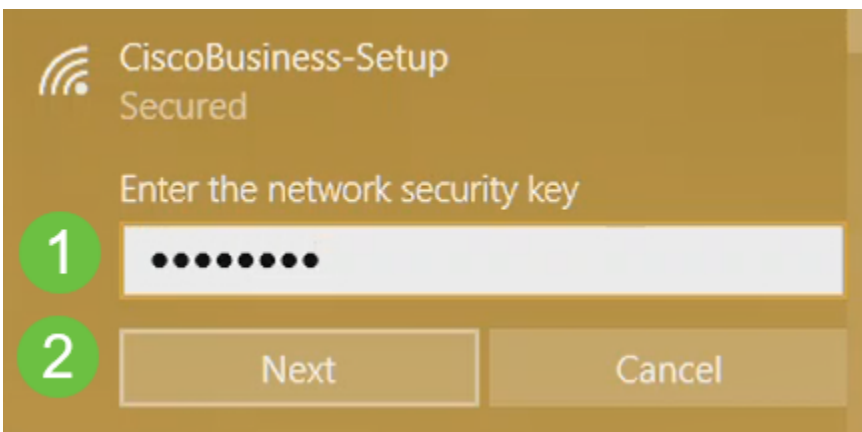 CiscoBusiness-Setup
Secured
Enter the network security key
1 ••••••••
2 Next Cancel